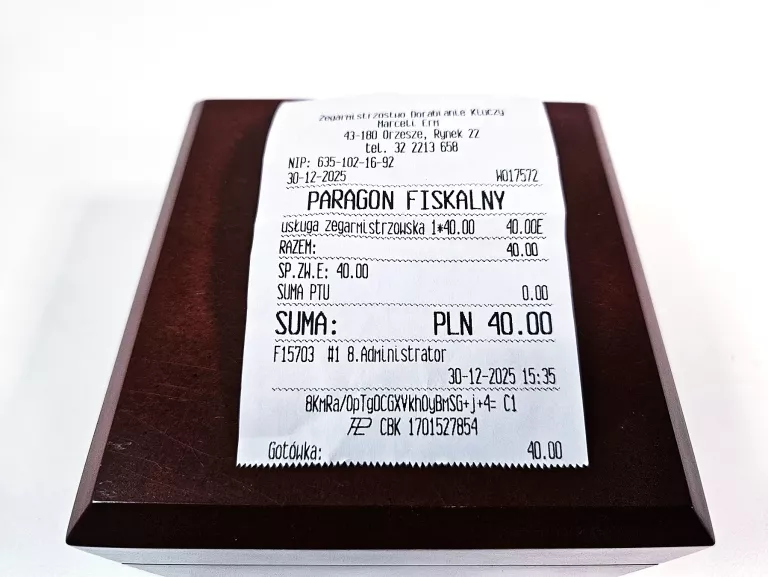 Zegarmistrzostwo Dorabianie Kluczy
Marceli Erm
43-180 Orzesze, Rynek 22
tel. 32 2213 658
NIP: 635-102-16-92
30-12-2025 W017572
PARAGON FISKALNY
usługa zegarmistrzowska 1*40.00 40.00E
RAZEM: 40.00
SP.ZW.E: 40.00
SUMA PTU 0.00
SUMA: PLN 40.00
F15703 #1 8.Administrator
30-12-2025 15:35
8KmRa/OpTgOCGXVkhOyBMSG+j+4= C1
CBK 1701527854
Gotówka: 40.00